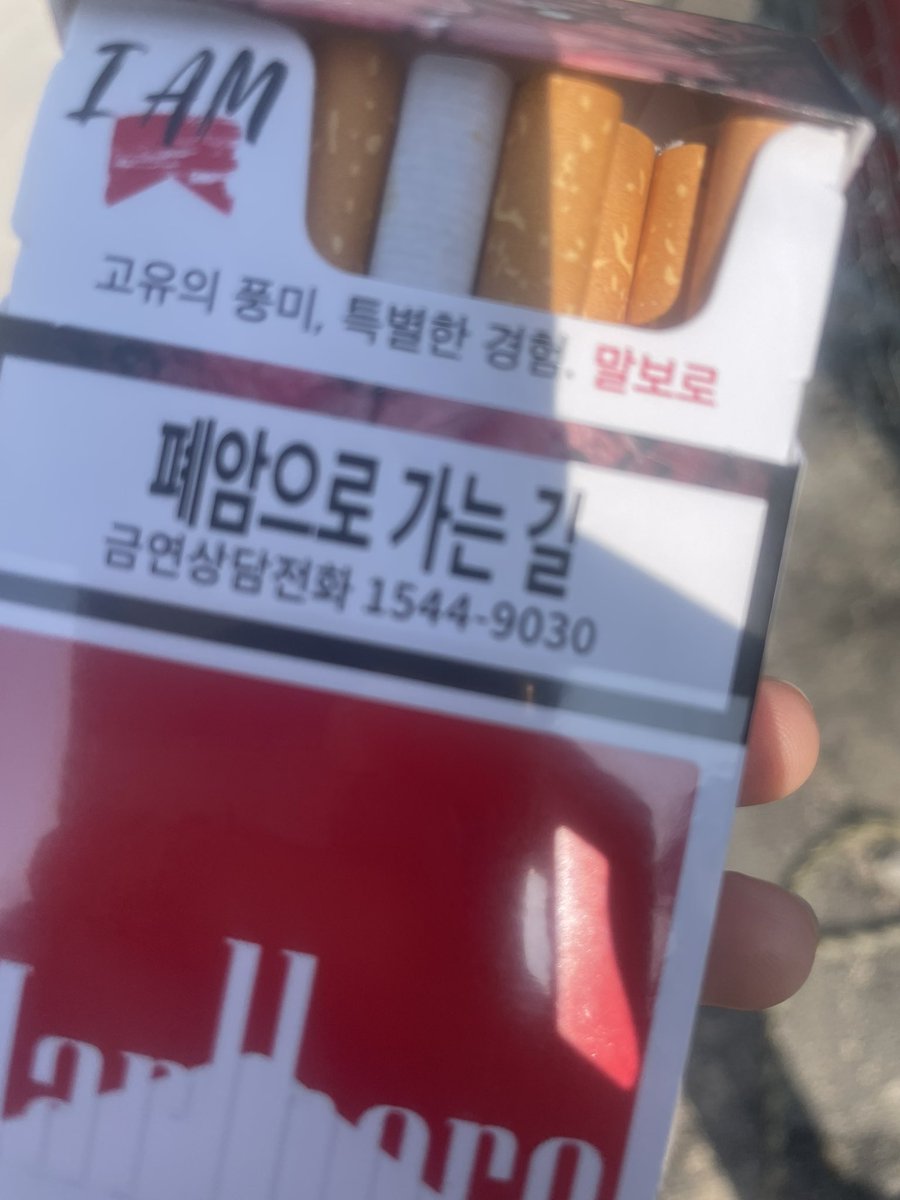 I AM
고유의 풍미, 특별한 경험. 말보로
폐암으로 가는 길
금연상담전화 1544-9030
Marlboro